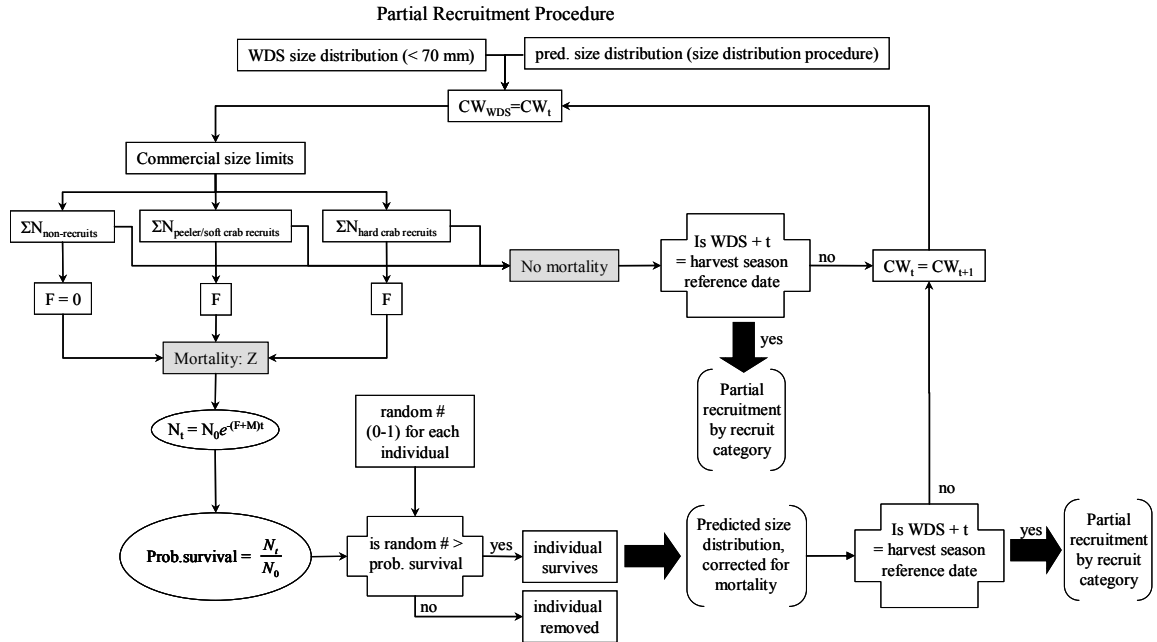 Partial Recruitment Procedure
WDS size distribution (< 70 mm)
pred. size distribution (size distribution procedure)
CW_WDS=CW_t
Commercial size limits
ΣN_non-recruits
ΣN_peeler/soft crab recruits
ΣN_hard crab recruits
No mortality
Is WDS + t
= harvest season
reference date
no
CW_t = CW_t+1
F = 0
F
F
yes
Mortality: Z
Partial
recruitment
by recruit
category
random #
(0-1) for each
individual
N_t = N_0e^-(F+M)t
no
Prob.survival = N_t
N_0
is random # >
prob. survival
yes
individual
survives
Predicted size
distribution,
corrected for
mortality
Is WDS + t
= harvest season
reference date
yes
Partial
recruitment
by recruit
category
no
individual
removed